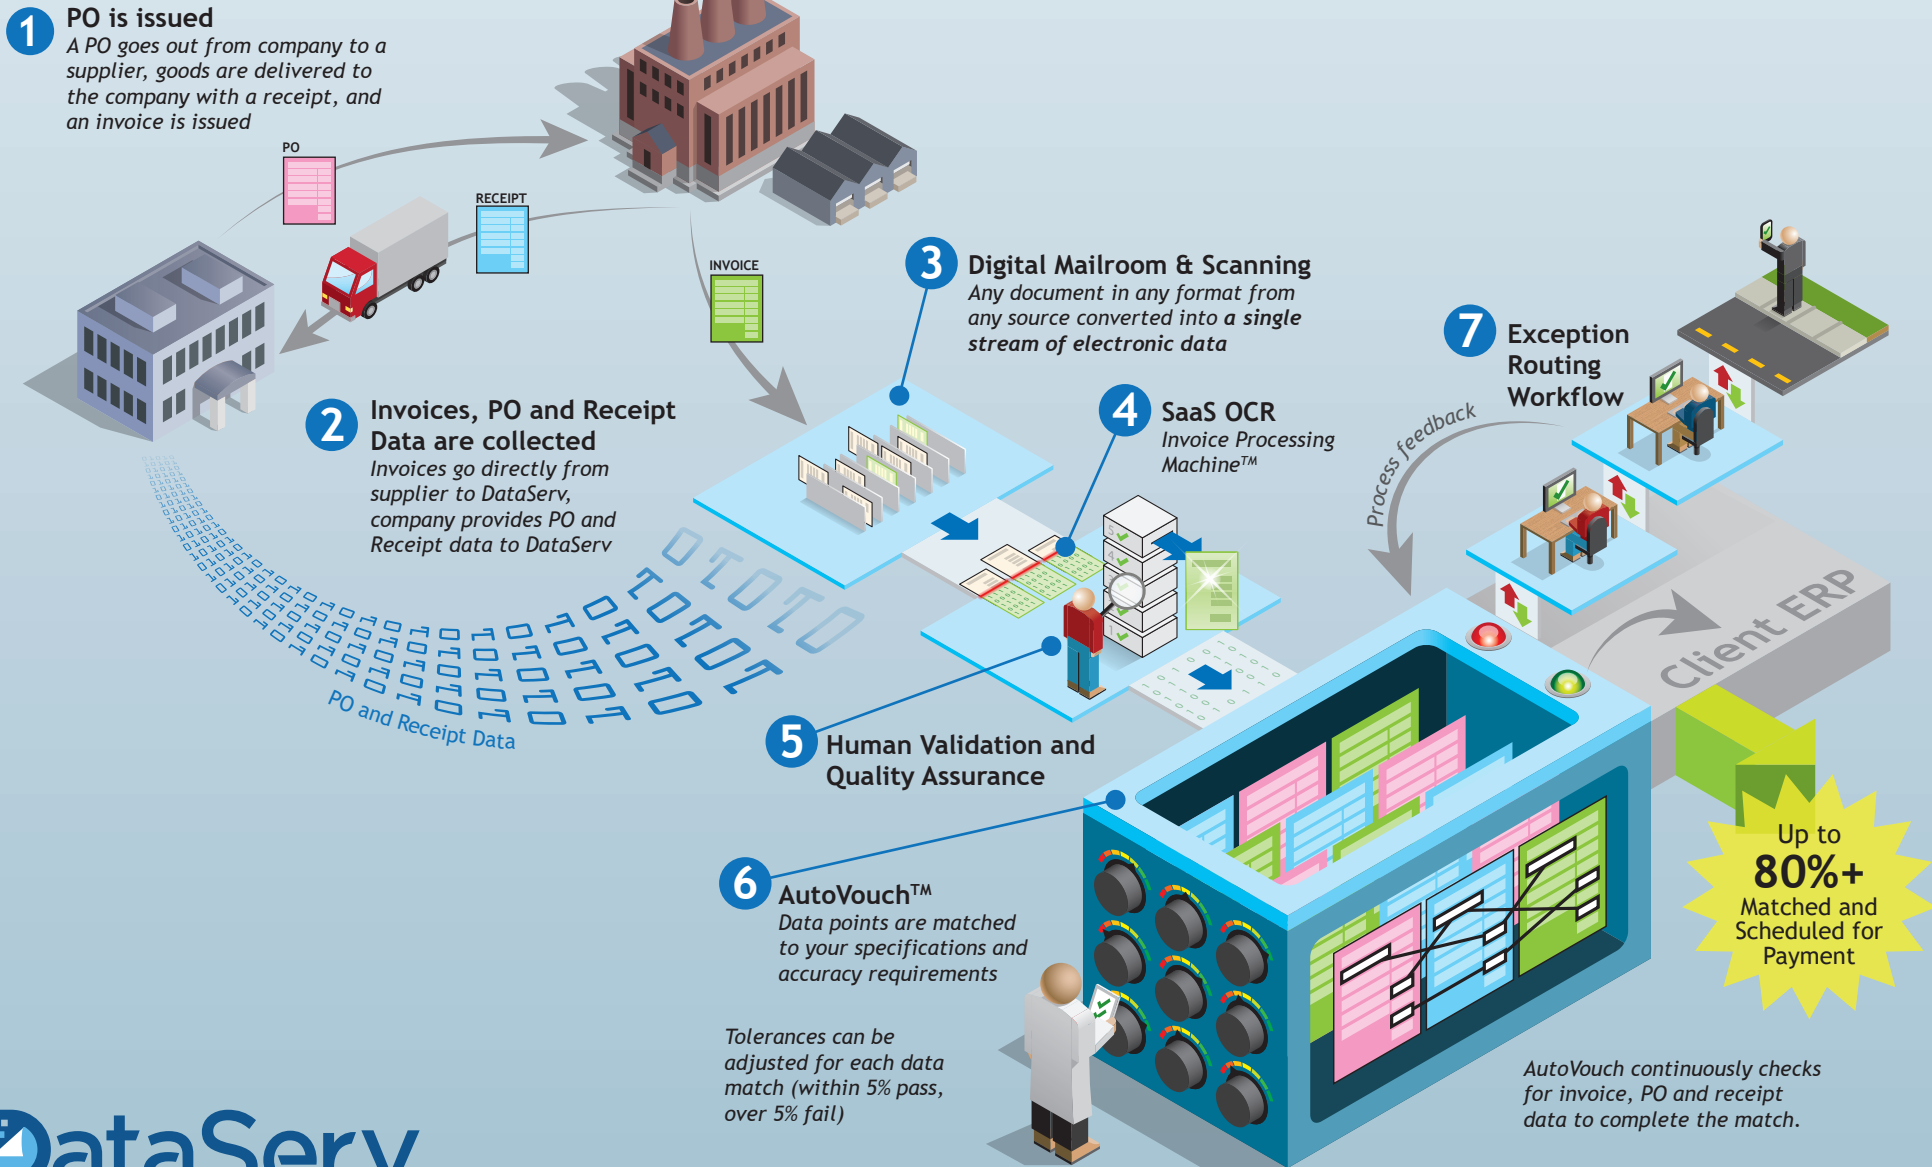 1
PO is issued
A PO goes out from company to a
supplier, goods are delivered to
the company with a receipt, and
an invoice is issued
PO
RECEIPT
INVOICE
2
Invoices, PO and Receipt
Data are collected
Invoices go directly from
supplier to DataServ,
company provides PO and
Receipt data to DataServ
PO and Receipt Data
3
Digital Mailroom & Scanning
Any document in any format from
any source converted into a single
stream of electronic data
4
SaaS OCR
Invoice Processing
Machine™
5
4
1
5
Human Validation and
Quality Assurance
6
AutoVouch™
Data points are matched
to your specifications and
accuracy requirements
Tolerances can be
adjusted for each data
match (within 5% pass,
over 5% fail)
7
Exception
Routing
Workflow
Process feedback
Client ERP
Up to
80%+
Matched and
Scheduled for
Payment
AutoVouch continuously checks
for invoice, PO and receipt
data to complete the match.
DataServ